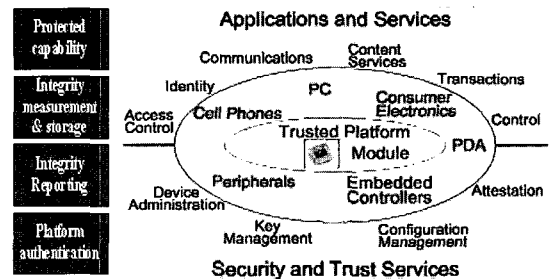 Protected
capability
Integrity
measurement
& storage
Integrity
Reporting
Platform
authentication
Applications and Services
Communications
Content
Services
Identity
PC
Transactions
Cell Phones
Consumer
Electronics
Access
Control
Trusted Platform
Module
PDA
Control
Peripherals
Embedded
Controllers
Device
Administration
Attestation
Key
Management
Configuration
Management
Security and Trust Services